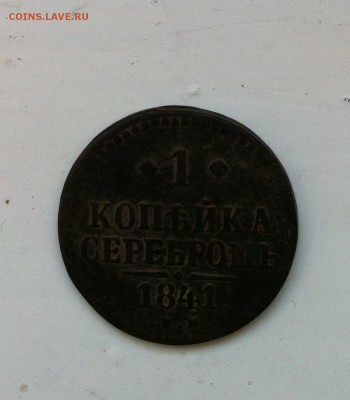 COINS.LAVE.RU
1
КОПѢЙКА
СЕРЕБРОМЪ
1841